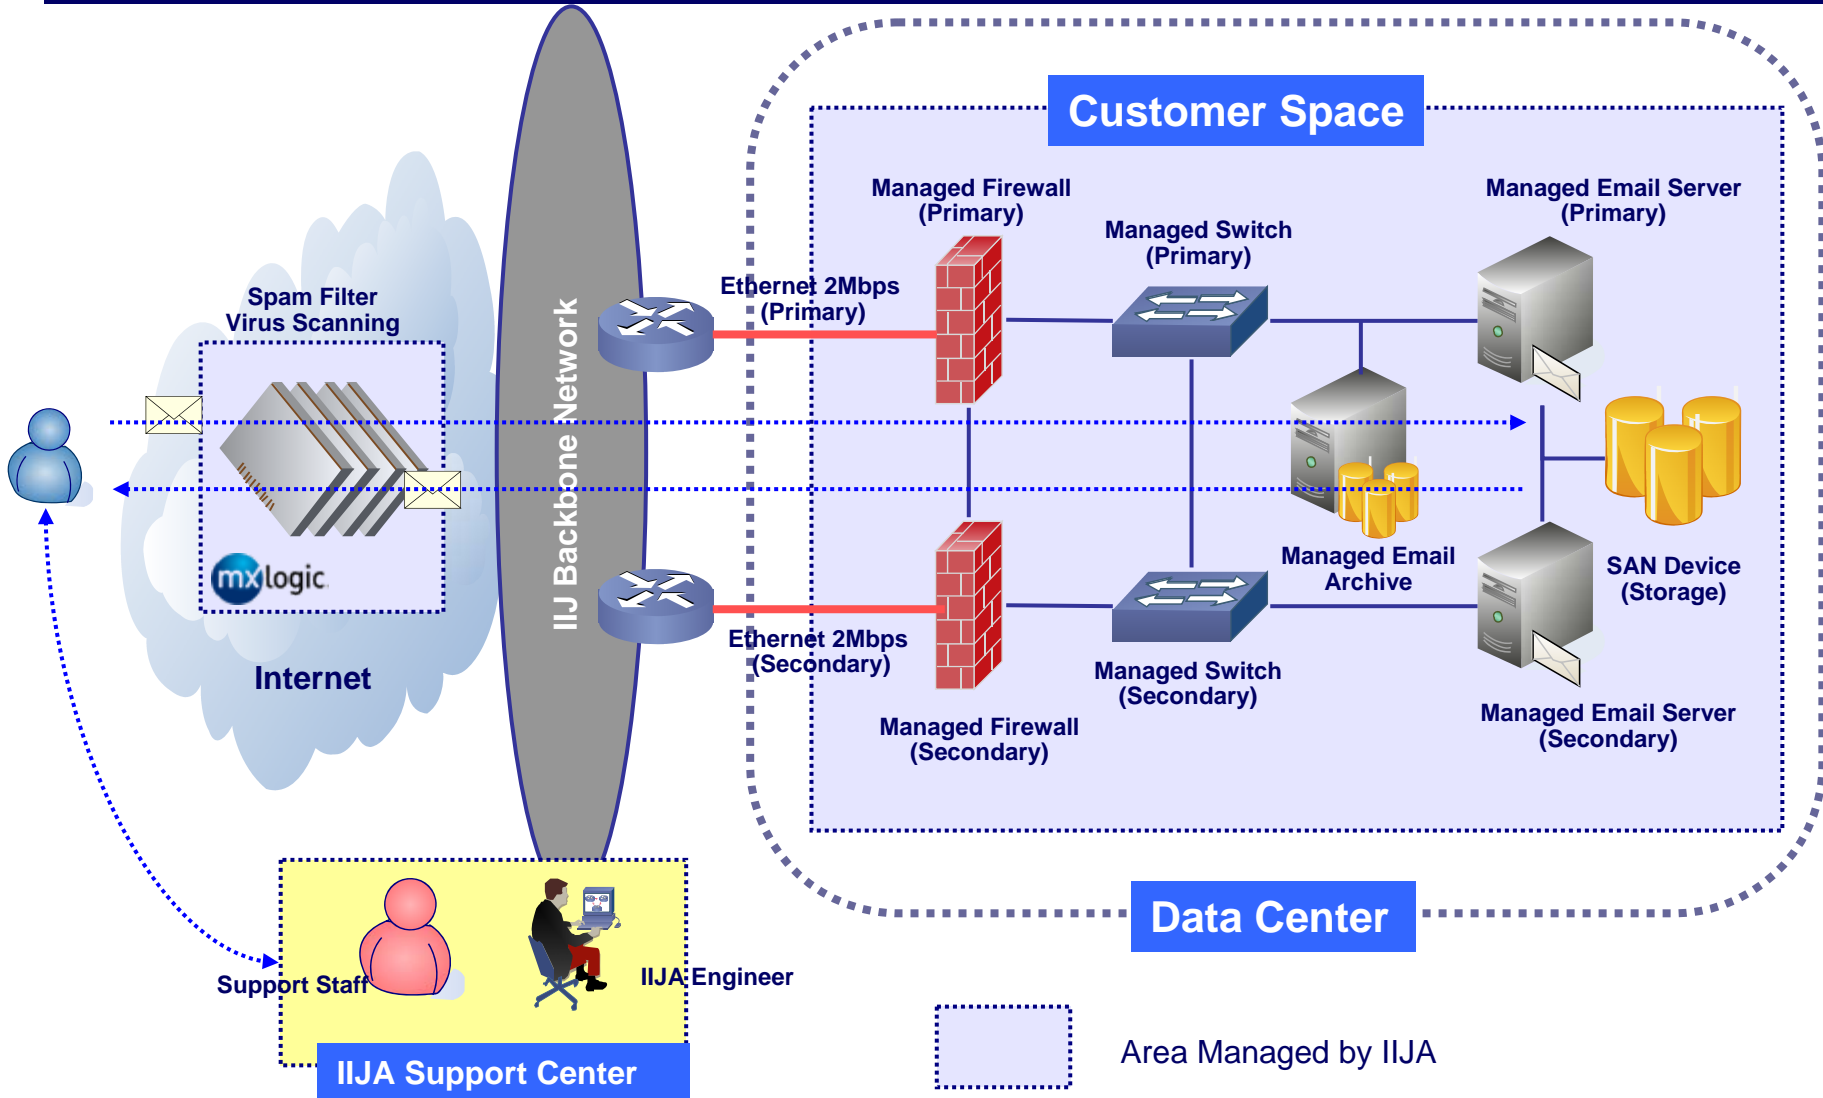 Customer Space
Managed Firewall
(Primary)
Managed Switch
(Primary)
Managed Email Server
(Primary)
Ethernet 2Mbps
(Primary)
Spam Filter
Virus Scanning
IIJ Backbone Network
mxlogic
Managed Email
Archive
SAN Device
(Storage)
Internet
Ethernet 2Mbps
(Secondary)
Managed Switch
(Secondary)
Managed Firewall
(Secondary)
Managed Email Server
(Secondary)
Data Center
Support Staff
IIJA Engineer
IIJA Support Center
Area Managed by IIJA